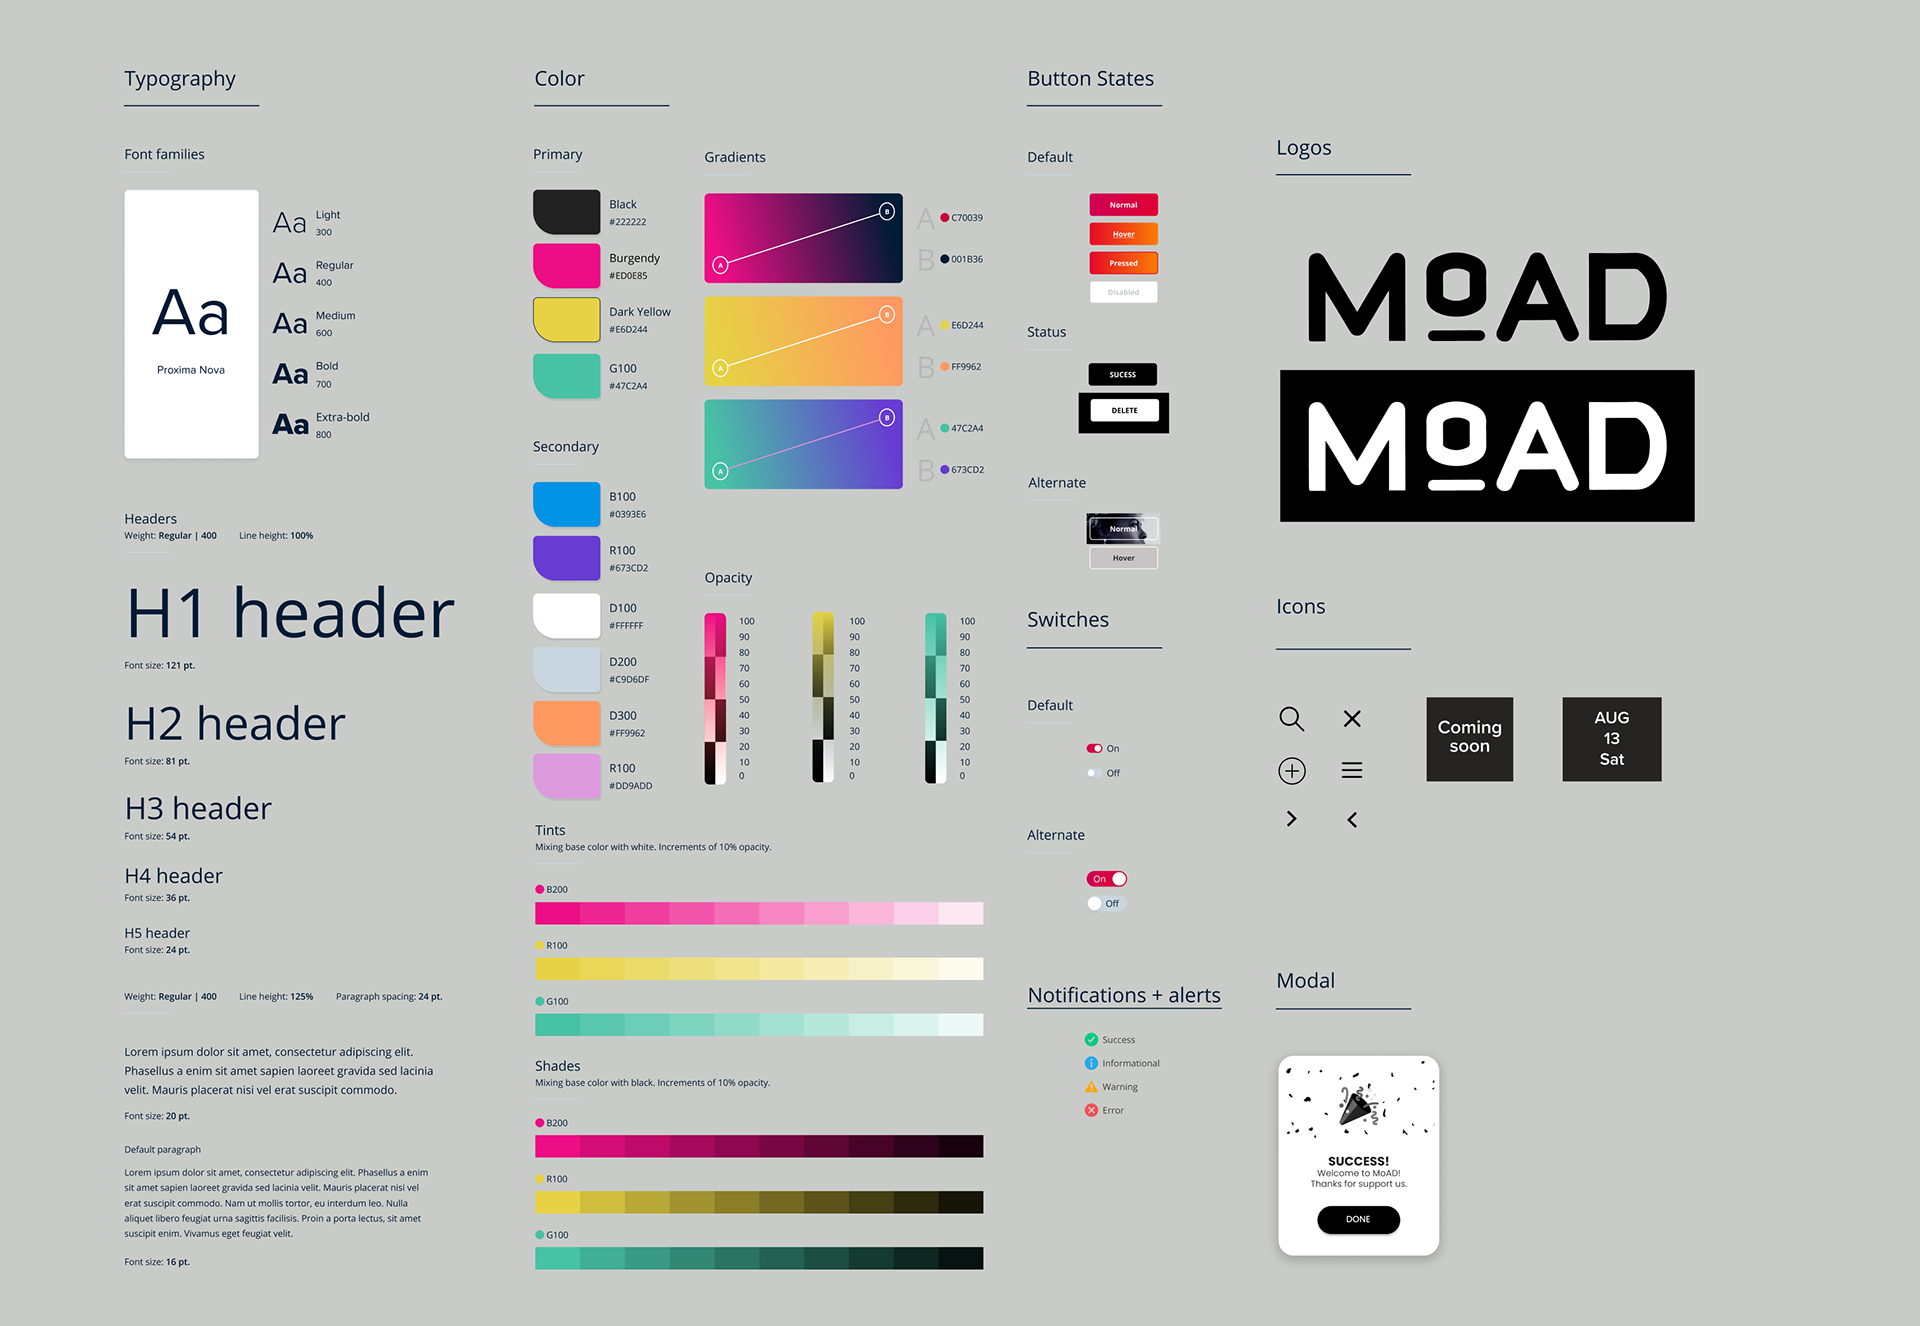 Typography
Font families
Aa
Proxima Nova
Aa Light
300
Aa Regular
400
Aa Medium
600
Aa Bold
700
Aa Extra-bold
800
Headers
Weight: Regular | 400 Line height: 100%
H1 header
Font size: 121 pt.
H2 header
Font size: 81 pt.
H3 header
Font size: 54 pt.
H4 header
Font size: 36 pt.
H5 header
Font size: 24 pt.
Weight: Regular | 400 Line height: 125% Paragraph spacing: 24 pt.
Lorem ipsum dolor sit amet, consectetur adipiscing elit.
Phasellus a enim sit amet sapien laoreet gravida sed lacinia
velit. Mauris placerat nisi vel erat suscipit commodo.
Font size: 20 pt.
Default paragraph
Lorem ipsum dolor sit amet, consectetur adipiscing elit. Phasellus a enim
sit amet sapien laoreet gravida sed lacinia velit. Mauris placerat nisi vel
erat suscipit commodo. Nam ut mollis tortor, eu interdum leo. Nulla
aliquet libero feugiat urna sagittis facilisis. Proin a porta lectus, sit amet
suscipit enim. Vivamus eget feugiat velit.
Font size: 16 pt.
Color
Primary
Black
#222222
Burgendy
#ED0E85
Dark Yellow
#E6D244
G100
#47C2A4
Secondary
B100
#0393E6
R100
#673CD2
D100
#FFFFFF
D200
#C9D6DF
D300
#FF9962
R100
#DD9ADD
Gradients
A
B
A C70039
B 001B36
A
B
A E6D244
B FF9962
A
B
A 47C2A4
B 673CD2
Opacity
100
90
80
70
60
50
40
30
20
10
0
100
90
80
70
60
50
40
30
20
10
0
100
90
80
70
60
50
40
30
20
10
0
Tints
Mixing base color with white. Increments of 10% opacity.
B200
R100
G100
Shades
Mixing base color with black. Increments of 10% opacity.
B200
R100
G100
Button States
Default
Normal
Hover
Pressed
Disabled
Status
SUCESS
DELETE
Alternate
Normal
Hover
Switches
Default
On
Off
Alternate
On
Off
Notifications + alerts
Success
Informational
Warning
Error
Logos
MoAD
MoAD
Icons
Coming
soon
AUG
13
Sat
Modal
SUCCESS!
Welcome to MoAD!
Thanks for support us.
DONE